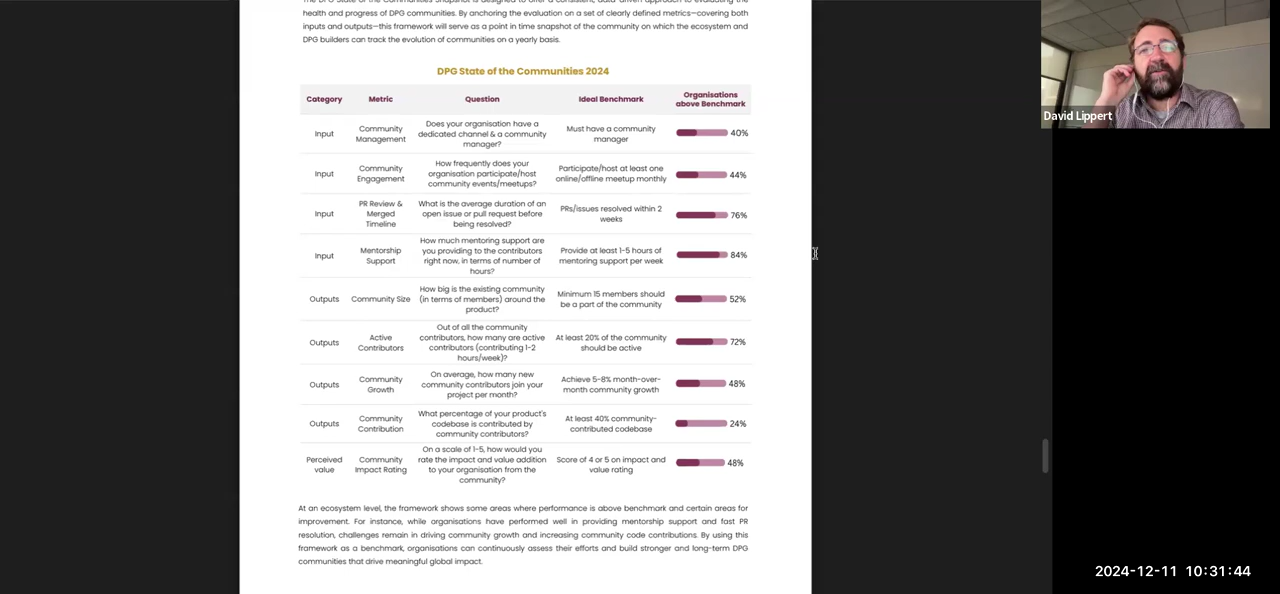 The DPG State of the Communities Snapshot is designed to offer a consistent, data-driven approach to evaluating the
health and progress of DPG communities. By anchoring the evaluation on a set of clearly defined metrics—covering both
inputs and outputs—this framework will serve as a point in time snapshot of the community on which the ecosystem and
DPG builders can track the evolution of communities on a yearly basis.
DPG State of the Communities 2024
Category Metric Question Ideal Benchmark Organisations above Benchmark
Input Community Management Does your organisation have a dedicated channel & a community manager? Must have a community manager 40%
Input Community Engagement How frequently does your organisation participate/host community events/meetups? Participate/host at least one online/offline meetup monthly 44%
Input PR Review & Merged Timeline What is the average duration of an open issue or pull request before being resolved? PRs/issues resolved within 2 weeks 76%
Input Mentorship Support How much mentoring support are you providing to the contributors right now, in terms of number of hours? Provide at least 1-5 hours of mentoring support per week 84%
Outputs Community Size How big is the existing community (in terms of members) around the product? Minimum 15 members should be a part of the community 52%
Outputs Active Contributors Out of all the community contributors, how many are active contributors (contributing 1-2 hours/week)? At least 20% of the community should be active 72%
Outputs Community Growth On average, how many new community contributors join your project per month? Achieve 5-8% month-over-month community growth 48%
Outputs Community Contribution What percentage of your product's codebase is contributed by community contributors? At least 40% community-contributed codebase 24%
Perceived value Community Impact Rating On a scale of 1-5, how would you rate the impact and value addition to your organisation from the community? Score of 4 or 5 on impact and value rating 48%
At an ecosystem level, the framework shows some areas where performance is above benchmark and certain areas for
improvement. For instance, while organisations have performed well in providing mentorship support and fast PR
resolution, challenges remain in driving community growth and increasing community code contributions. By using this
framework as a benchmark, organisations can continuously assess their efforts and build stronger and long-term DPG
communities that drive meaningful global impact.
David Lippert
2024-12-11 10:31:44